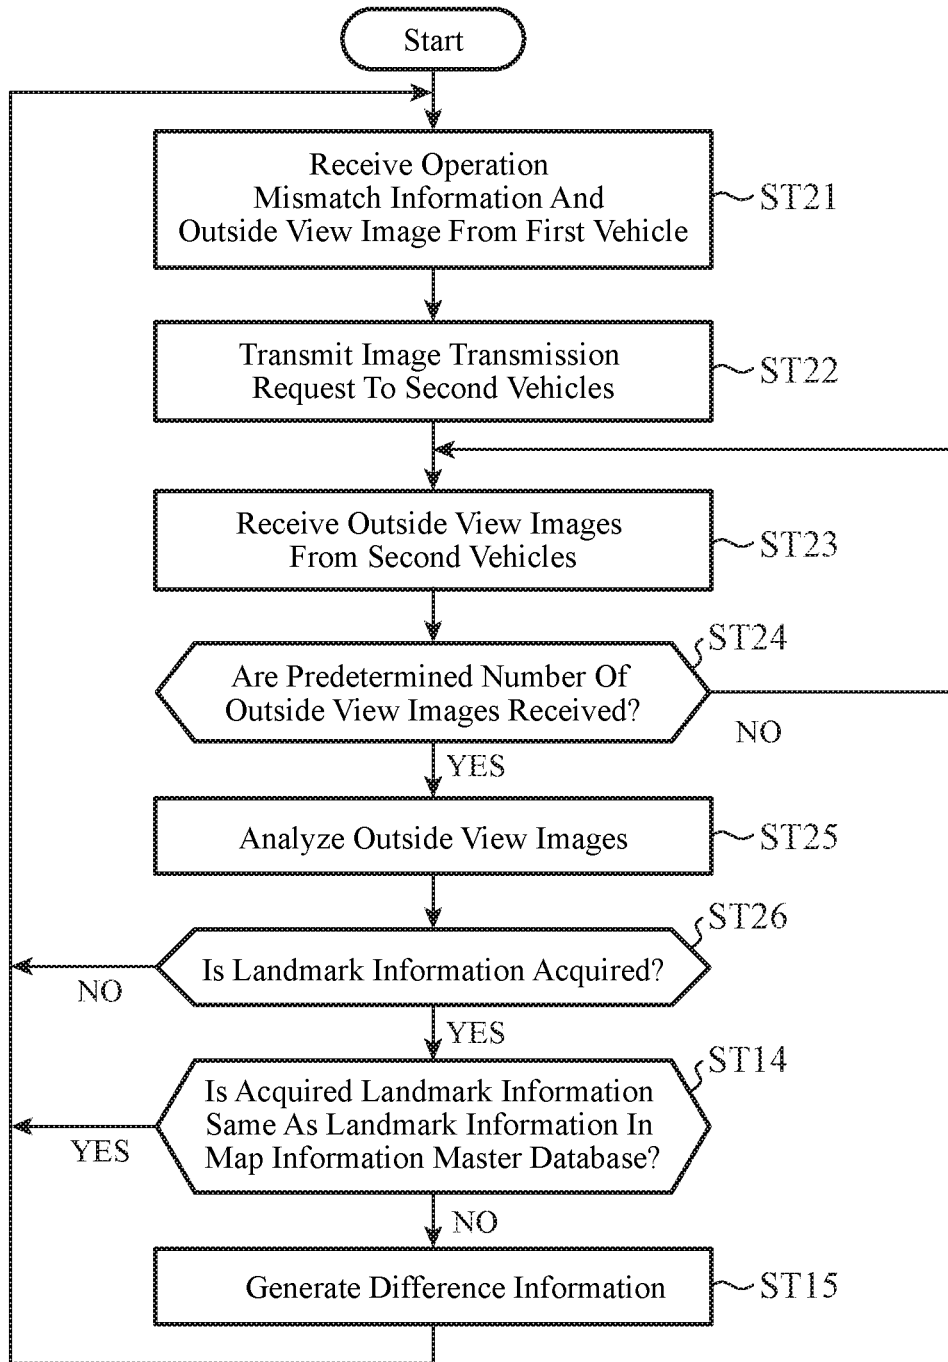 Start
Receive Operation
Mismatch Information And
Outside View Image From First Vehicle
ST21
Transmit Image Transmission
Request To Second Vehicles
ST22
Receive Outside View Images
From Second Vehicles
ST23
ST24
Are Predetermined Number Of
Outside View Images Received?
NO
YES
Analyze Outside View Images
ST25
ST26
Is Landmark Information Acquired?
NO
YES
ST14
Is Acquired Landmark Information
Same As Landmark Information In
Map Information Master Database?
YES
NO
Generate Difference Information
ST15